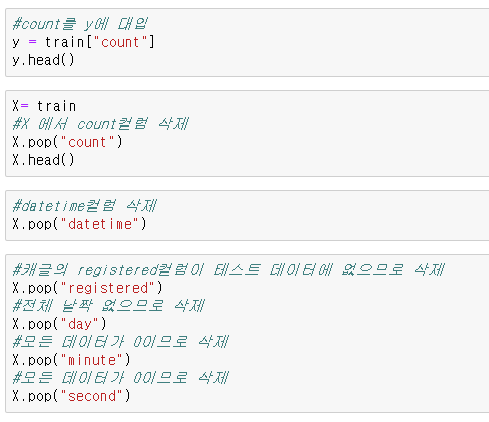 #count를 y에 대입
y = train["count"]
y.head()
X= train
#X 에서 count컬럼 삭제
X.pop("count")
X.head()
#datetime컬럼 삭제
X.pop("datetime")
#캐글의 registered컬럼이 테스트 데이터에 없으므로 삭제
X.pop("registered")
#전체 날짝 없으므로 삭제
X.pop("day")
#모든 데이터가 0이므로 삭제
X.pop("minute")
#모든 데이터가 0이므로 삭제
X.pop("second")